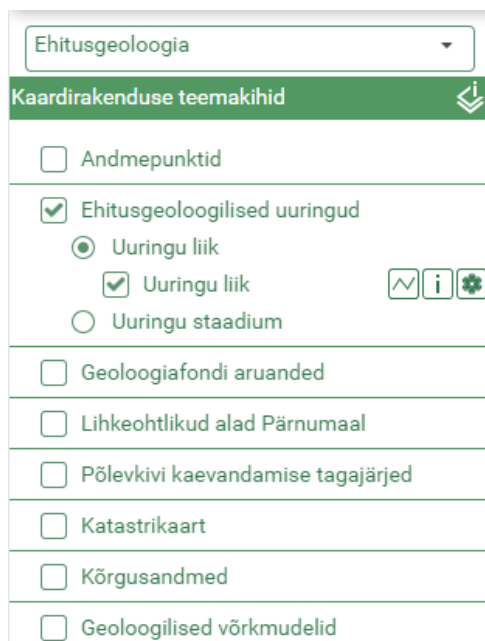 Ehitusgeoloogia
Kaardirakenduse teemakihid
Andmepunktid
Ehitusgeoloogilised uuringud
Uuringu liik
Uuringu liik
Uuringu staadium
Geoloogiafondi aruanded
Lihkeohtlikud alad Pärnumaal
Põlevkivi kaevandamise tagajärjed
Katastrikaart
Kõrgusandmed
Geoloogilised võrkmudelid